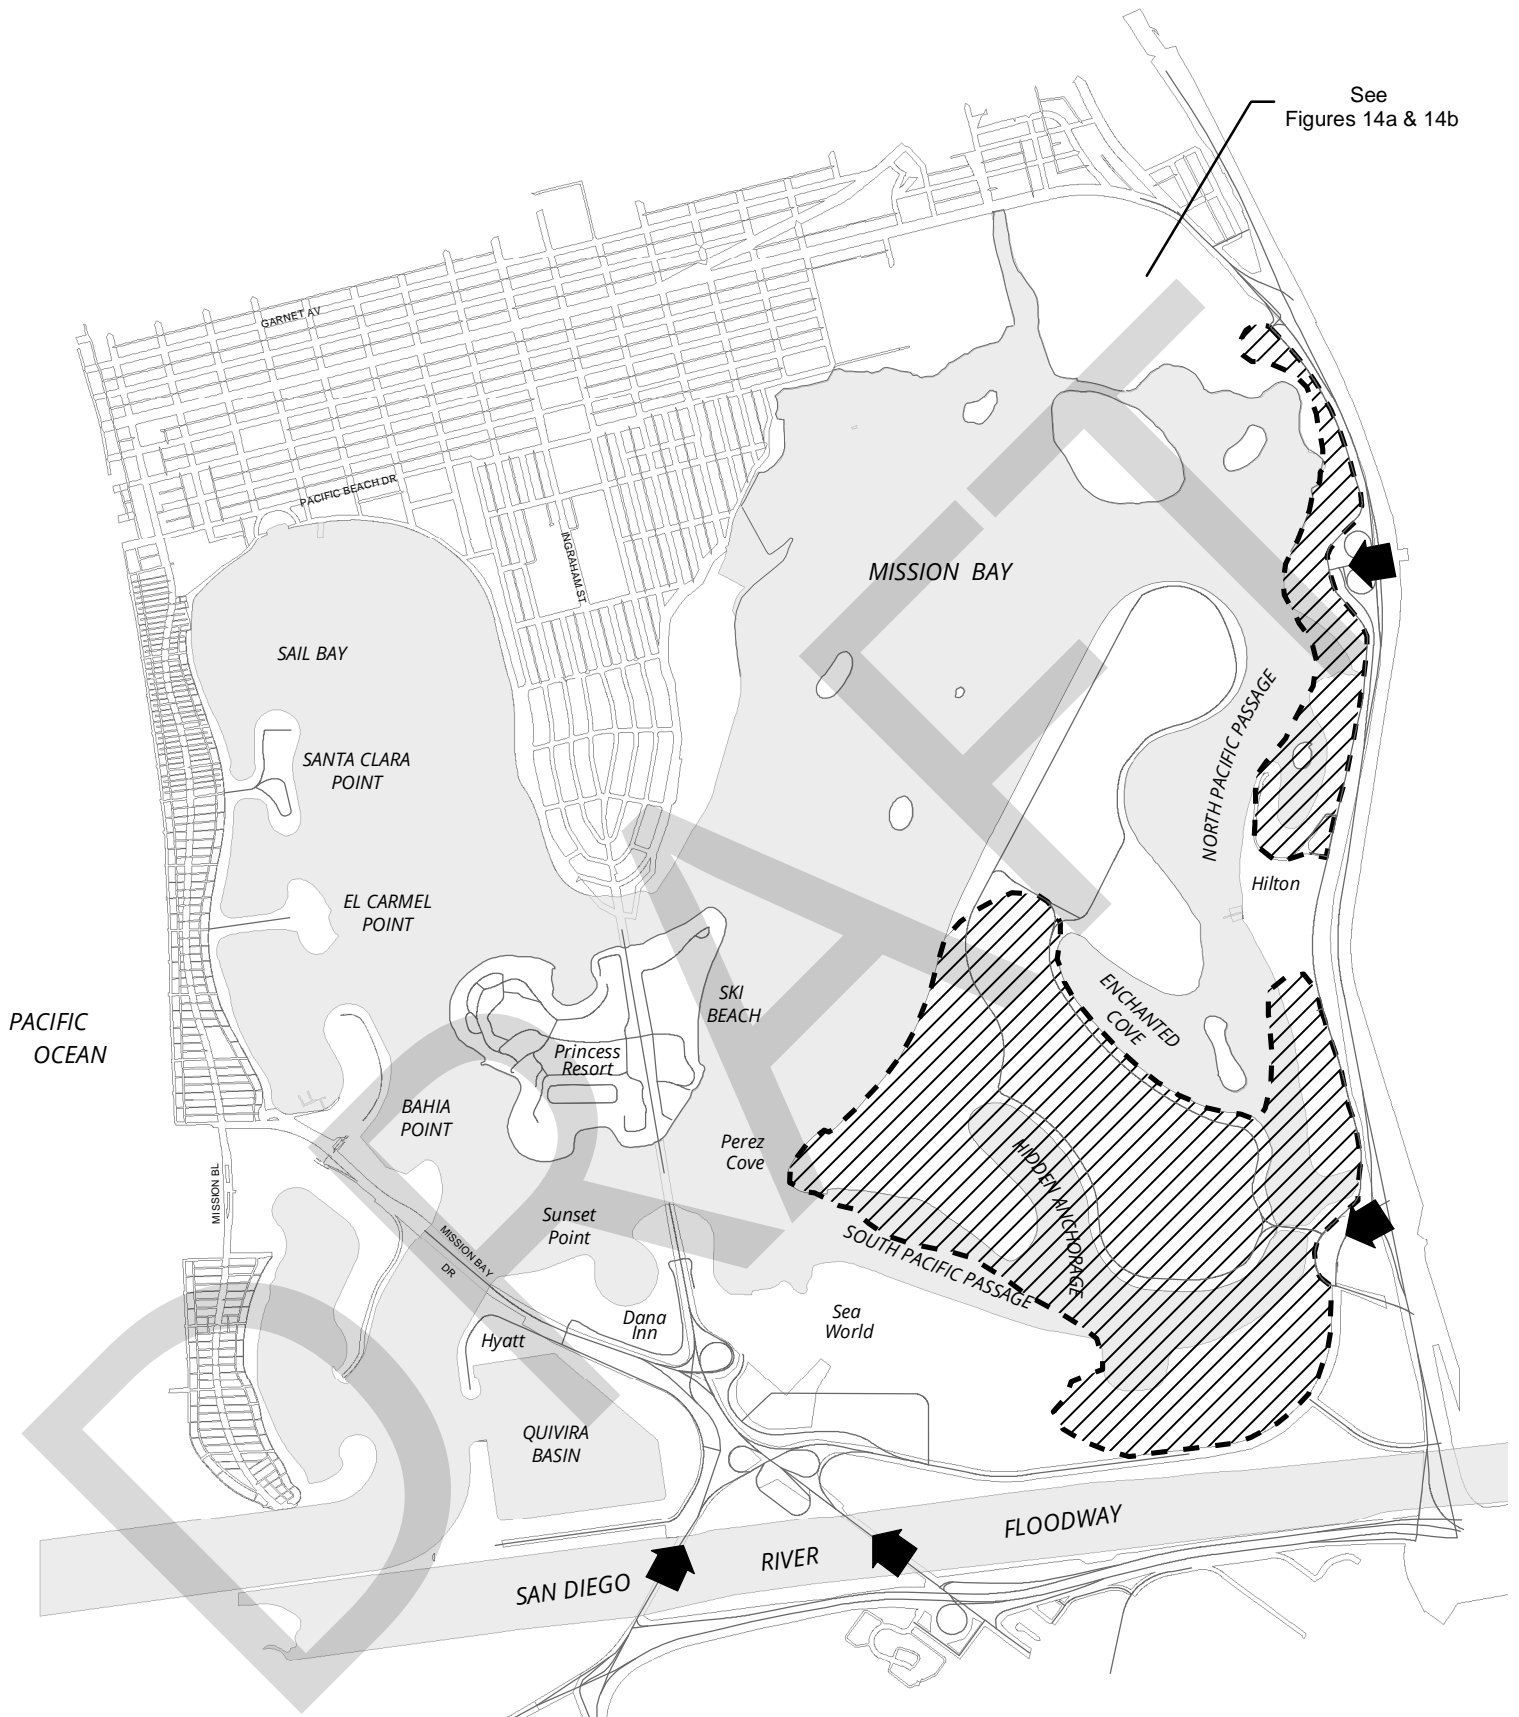 See
Figures 14a & 14b
GARNET AV
PACIFIC BEACH DR
INGRAHAM ST
MISSION BAY
SAIL BAY
NORTH PACIFIC PASSAGE
SANTA CLARA
POINT
EL CARMEL
POINT
Hilton
ENCHANTED
COVE
SKI
BEACH
PACIFIC
OCEAN
Princess
Resort
BAHIA
POINT
Perez
Cove
HIDDEN ANCHORAGE
MISSION BL
Sunset
Point
MISSION BAY
DR
SOUTH PACIFIC PASSAGE
Sea
World
Dana
Inn
Hyatt
QUIVIRA
BASIN
SAN DIEGO
RIVER
FLOODWAY
DRAFT